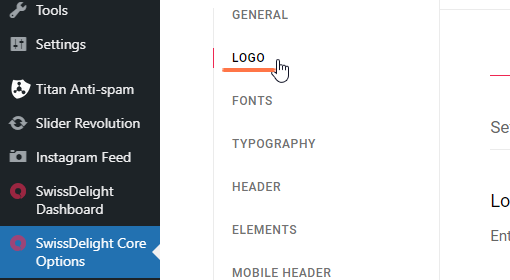 Tools
Settings
Titan Anti-spam
Slider Revolution
Instagram Feed
SwissDelight
Dashboard
SwissDelight Core
Options
GENERAL
LOGO
FONTS
TYPOGRAPHY
HEADER
ELEMENTS
MOBILE HEADER
Se
Lo
Ent